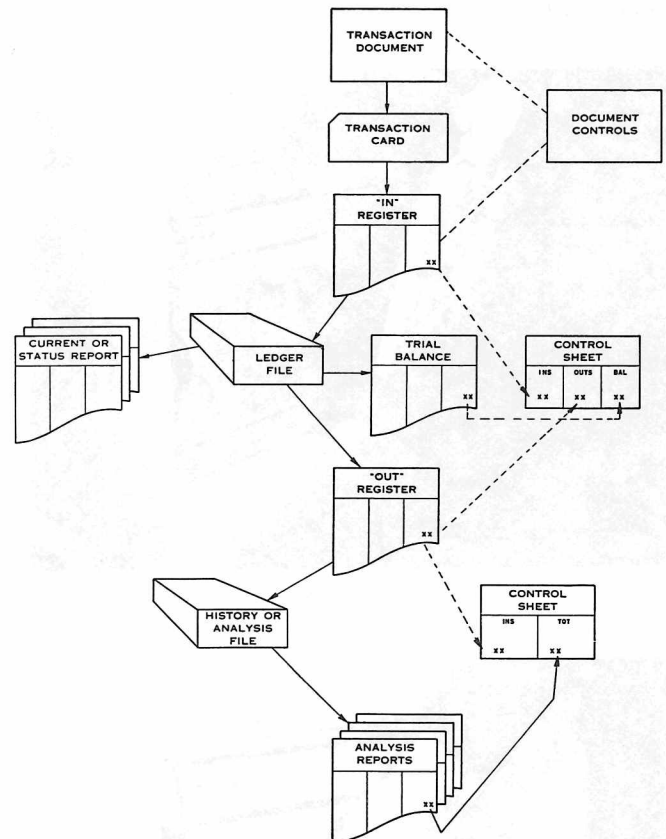 TRANSACTION
DOCUMENT
DOCUMENT
CONTROLS
TRANSACTION
CARD
"IN"
REGISTER
XX
CURRENT OR
STATUS REPORT
LEDGER
FILE
TRIAL
BALANCE
XX
CONTROL
SHEET
INS OUTS BAL
XX XX XX
"OUT"
REGISTER
XX
HISTORY OR
ANALYSIS
FILE
CONTROL
SHEET
INS TOT
XX XX
ANALYSIS
REPORTS
XX